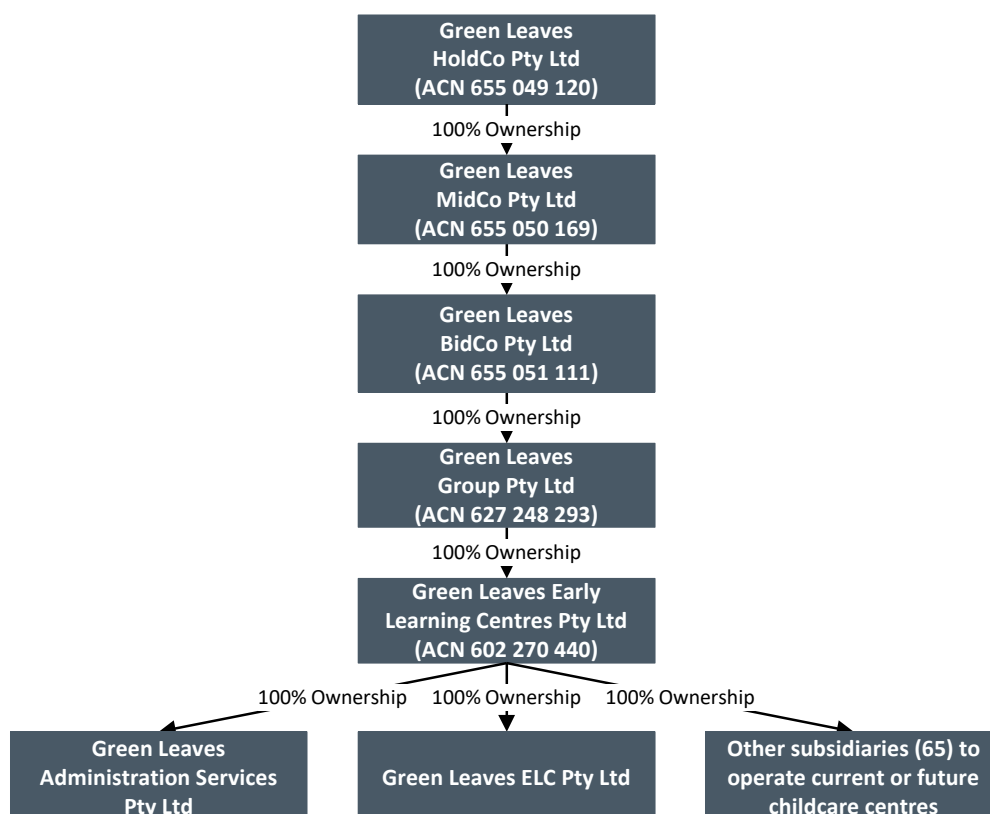 Green Leaves
HoldCo Pty Ltd
(ACN 655 049 120)
100% Ownership
Green Leaves
MidCo Pty Ltd
(ACN 655 050 169)
100% Ownership
Green Leaves
BidCo Pty Ltd
(ACN 655 051 111)
100% Ownership
Green Leaves
Group Pty Ltd
(ACN 627 248 293)
100% Ownership
Green Leaves Early
Learning Centres Pty Ltd
(ACN 602 270 440)
100% Ownership
100% Ownership
100% Ownership
Green Leaves
Administration Services
Pty Ltd
Green Leaves ELC Pty Ltd
Other subsidiaries (65) to
operate current or future
childcare centres